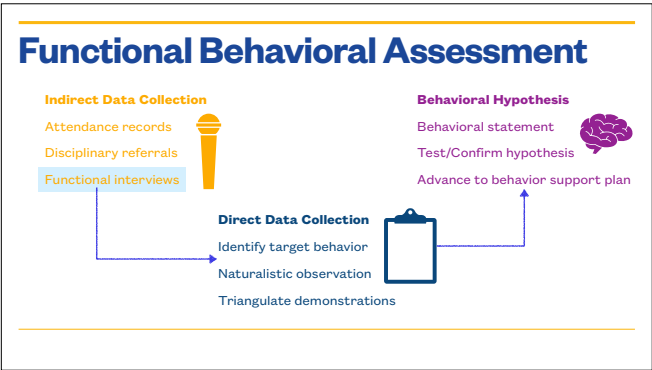 Functional Behavioral Assessment
Indirect Data Collection
Attendance records
Disciplinary referrals
Functional interviews
Direct Data Collection
Identify target behavior
Naturalistic observation
Triangulate demonstrations
Behavioral Hypothesis
Behavioral statement
Test/Confirm hypothesis
Advance to behavior support plan